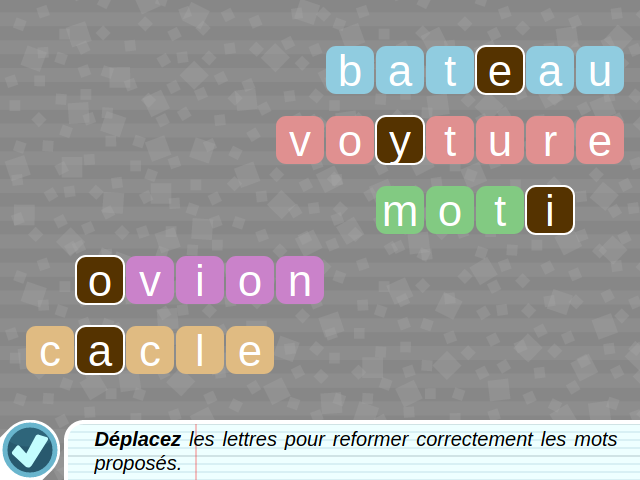 bateau
voyture
moti
ovion
cacle
Déplacez les lettres pour reformer correctement les mots
proposés.